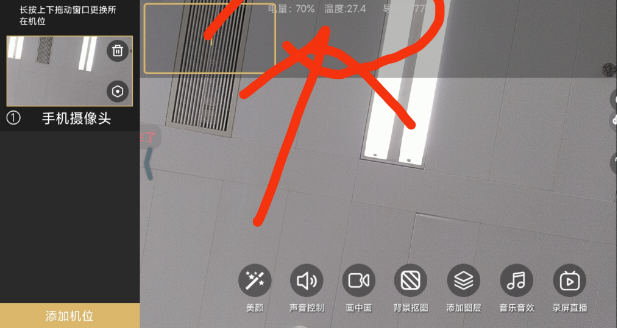 长按上下拖动窗口更换所
在机位
电量：70% 温度:27.4
77
① 手机摄像头
了
美颜 声音控制 画中画 背景抠图 添加图层 音乐音效 录屏直播
添加机位